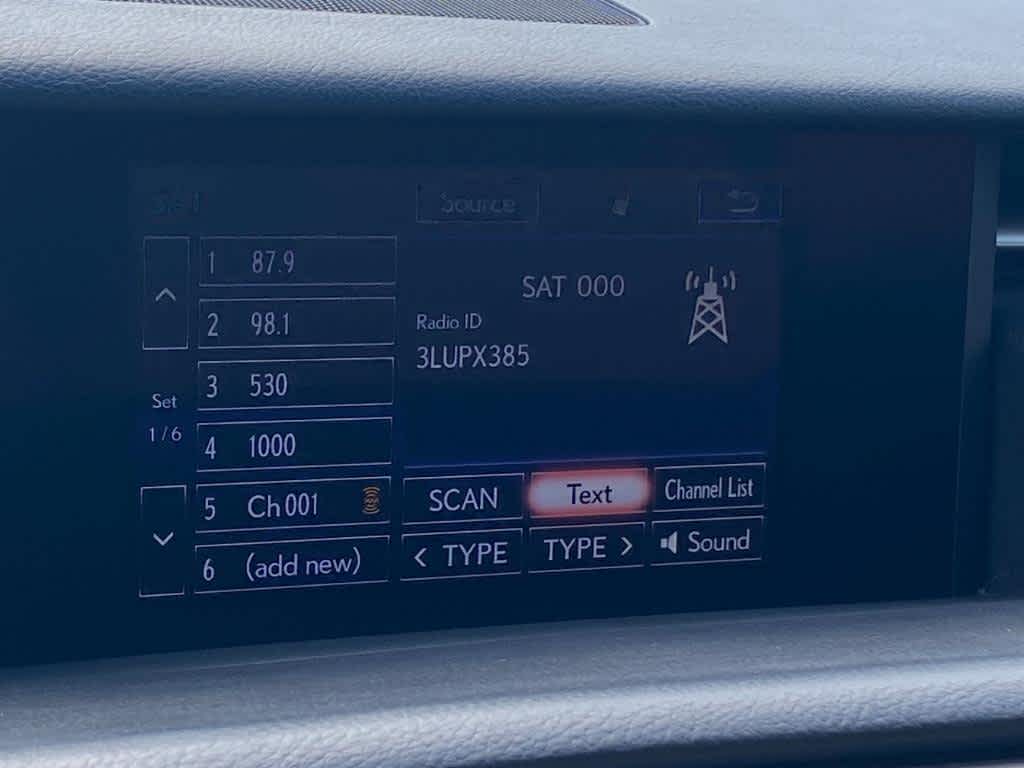 SAT
Source
1 87.9
2 98.1
3 530
4 1000
5 Ch 001
6 (add new)
Set
1 / 6
SAT 000
Radio ID
3LUPX385
SCAN
Text
Channel List
< TYPE
TYPE >
Sound